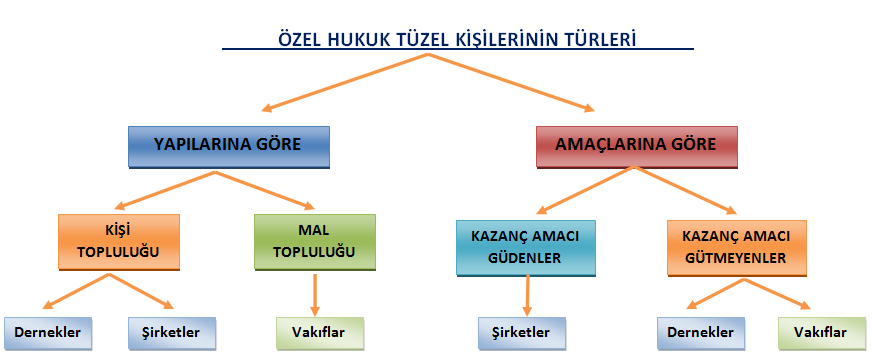 ÖZEL HUKUK TÜZEL KİŞİLERİNİN TÜRLERİ
YAPILARINA GÖRE
AMAÇLARINA GÖRE
KİŞİ
TOPLULUĞU
MAL
TOPLULUĞU
KAZANÇ AMACI
GÜDENLER
KAZANÇ AMACI
GÜTMEYENLER
Dernekler
Şirketler
Vakıflar
Şirketler
Dernekler
Vakıflar